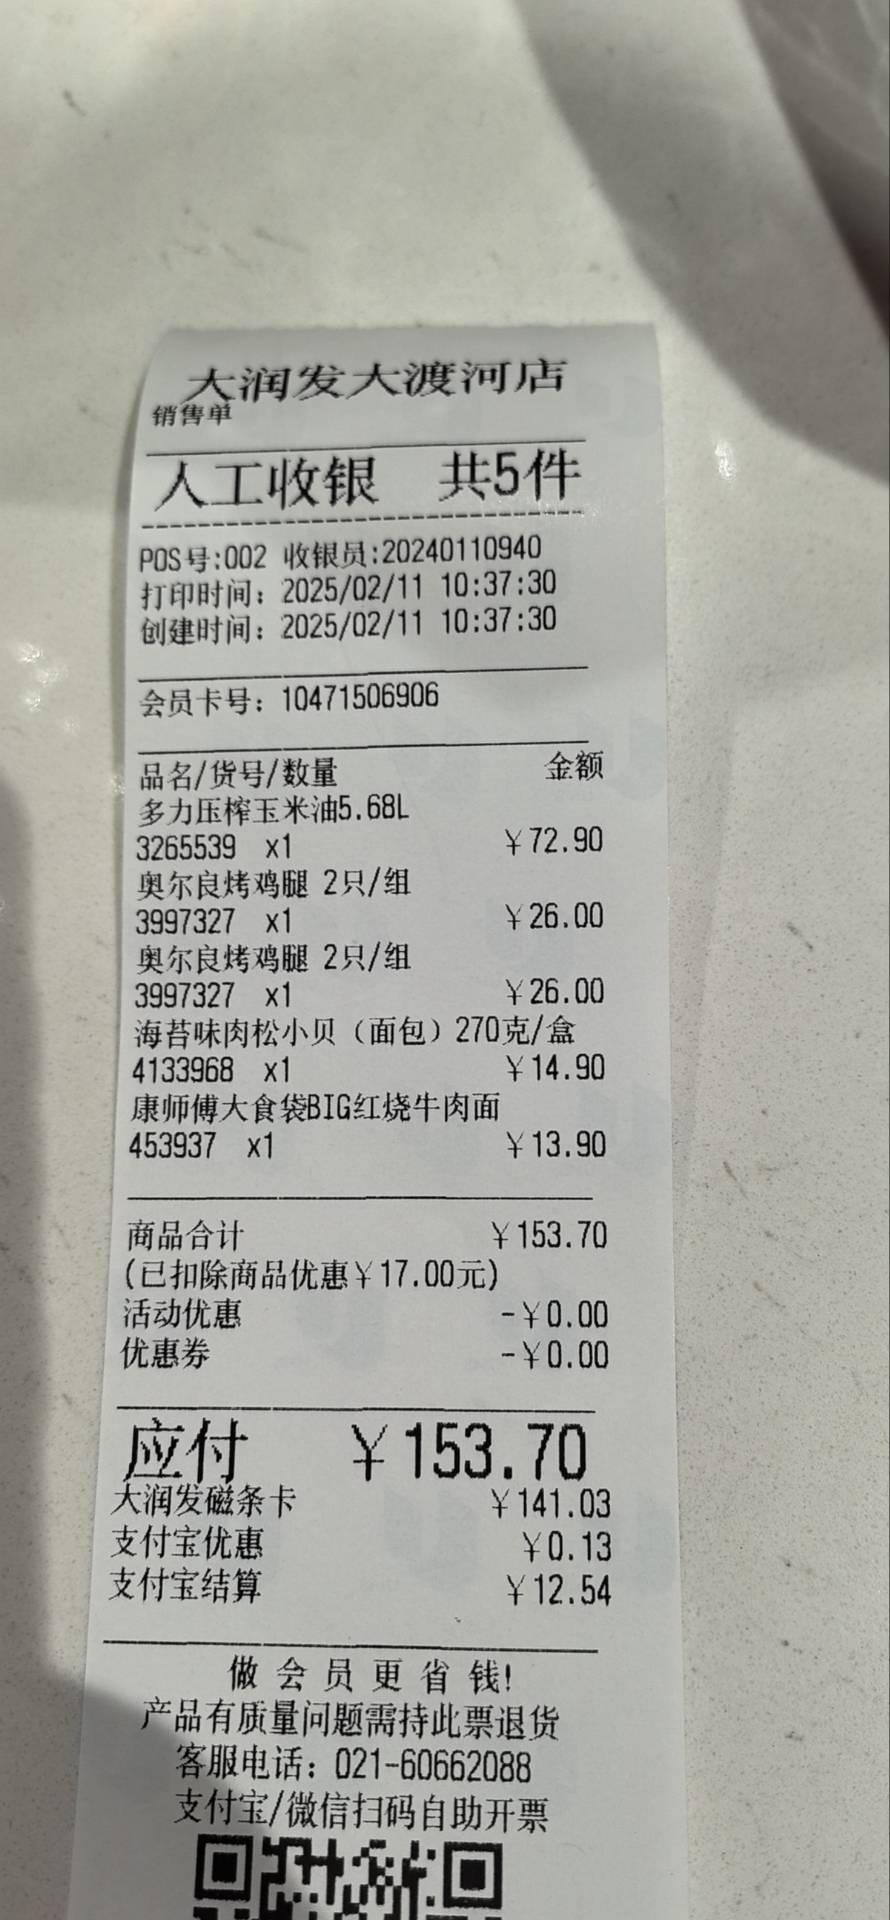 大润发大渡河店
销售单
人工收银 共5件
POS号:002 收银员:20240110940
打印时间：2025/02/11 10:37:30
创建时间：2025/02/11 10:37:30
会员卡号：10471506906
品名/货号/数量 金额
多力压榨玉米油5.68L
3265539 x1 ￥72.90
奥尔良烤鸡腿 2只/组
3997327 x1 ￥26.00
奥尔良烤鸡腿 2只/组
3997327 x1 ￥26.00
海苔味肉松小贝（面包）270克/盒
4133968 x1 ￥14.90
康师傅大食袋BIG红烧牛肉面
453937 x1 ￥13.90
商品合计 ￥153.70
(已扣除商品优惠￥17.00元)
活动优惠 -￥0.00
优惠券 -￥0.00
应付 ￥153.70
大润发磁条卡 ￥141.03
支付宝优惠 ￥0.13
支付宝结算 ￥12.54
做会员更省钱!
产品有质量问题需持此票退货
客服电话：021-60662088
支付宝/微信扫码自助开票